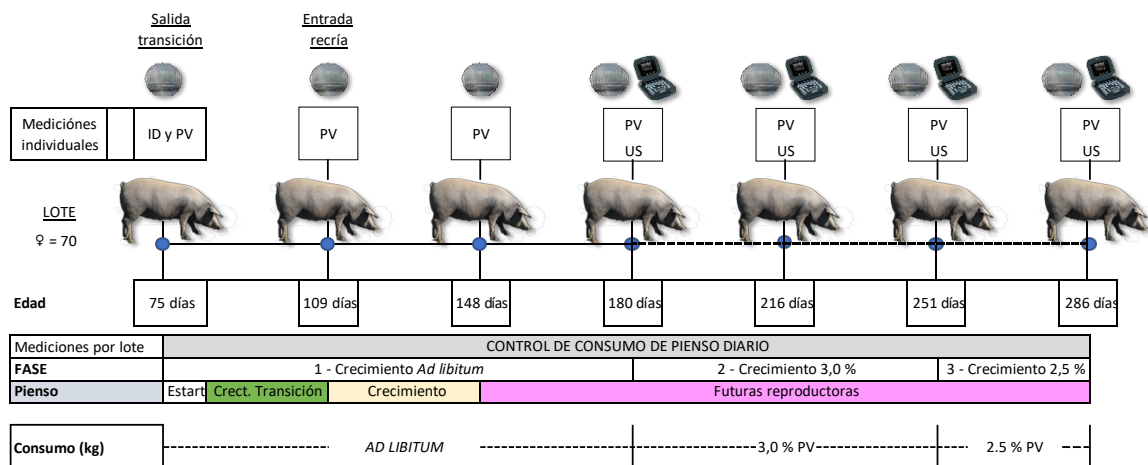 Salida
transición
Entrada
recría
Mediciónes
individuales
ID y PV
PV
PV
PV
US
PV
US
PV
US
PV
US
LOTE
♀ = 70
Edad
75 días
109 días
148 días
180 días
216 días
251 días
286 días
Mediciones por lote
CONTROL DE CONSUMO DE PIENSO DIARIO
FASE
1 - Crecimiento Ad libitum
2 - Crecimiento 3,0 %
3 - Crecimiento 2,5 %
Pienso
Estart
Crect. Transición
Crecimiento
Futuras reproductoras
Consumo (kg)
AD LIBITUM
3,0 % PV
2.5 % PV